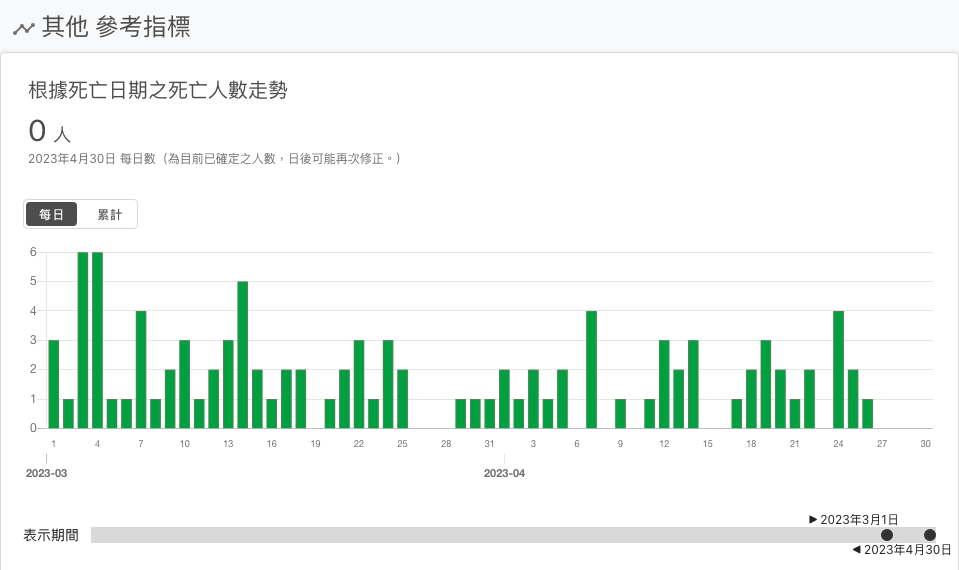 其他 參考指標
根據死亡日期之死亡人數走勢
0 人
2023年4月30日 每日數（為目前已確定之人數，日後可能再次修正。）
每日 累計
6
5
4
3
2
1
0
1 4 7 10 13 16 19 22 25 28 31 3 6 9 12 15 18 21 24 27 30
2023-03 2023-04
▶ 2023年3月1日
表示期間
◀ 2023年4月30日